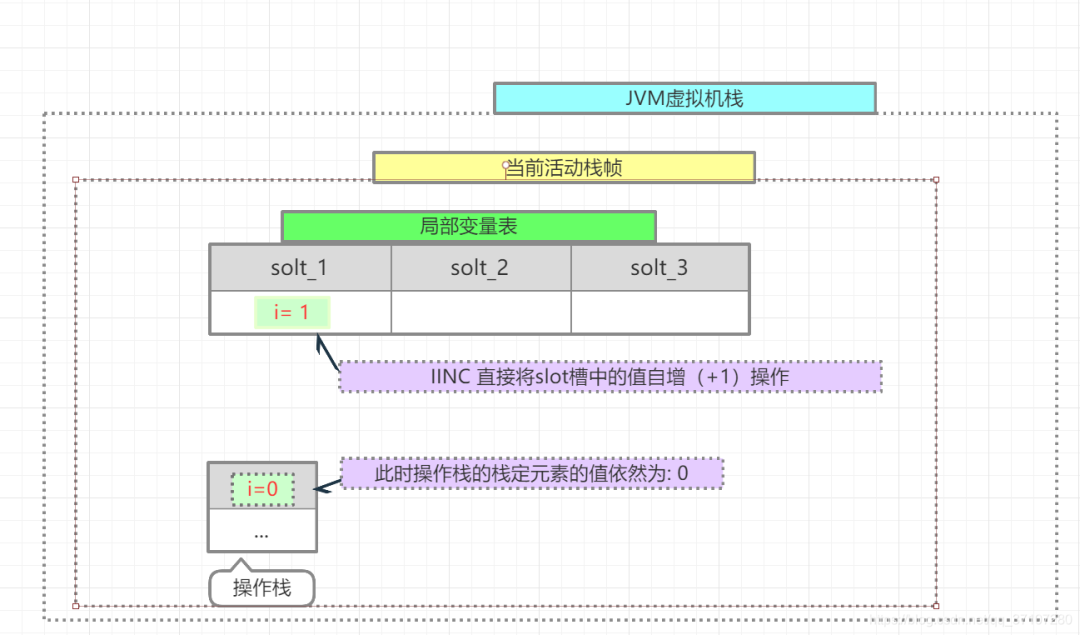 JVM虚拟机栈
当前活动栈帧
局部变量表
solt_1 solt_2 solt_3
i= 1
IINC 直接将slot槽中的值自增（+1）操作
此时操作栈的栈定元素的值依然为: 0
i=0
...
操作栈